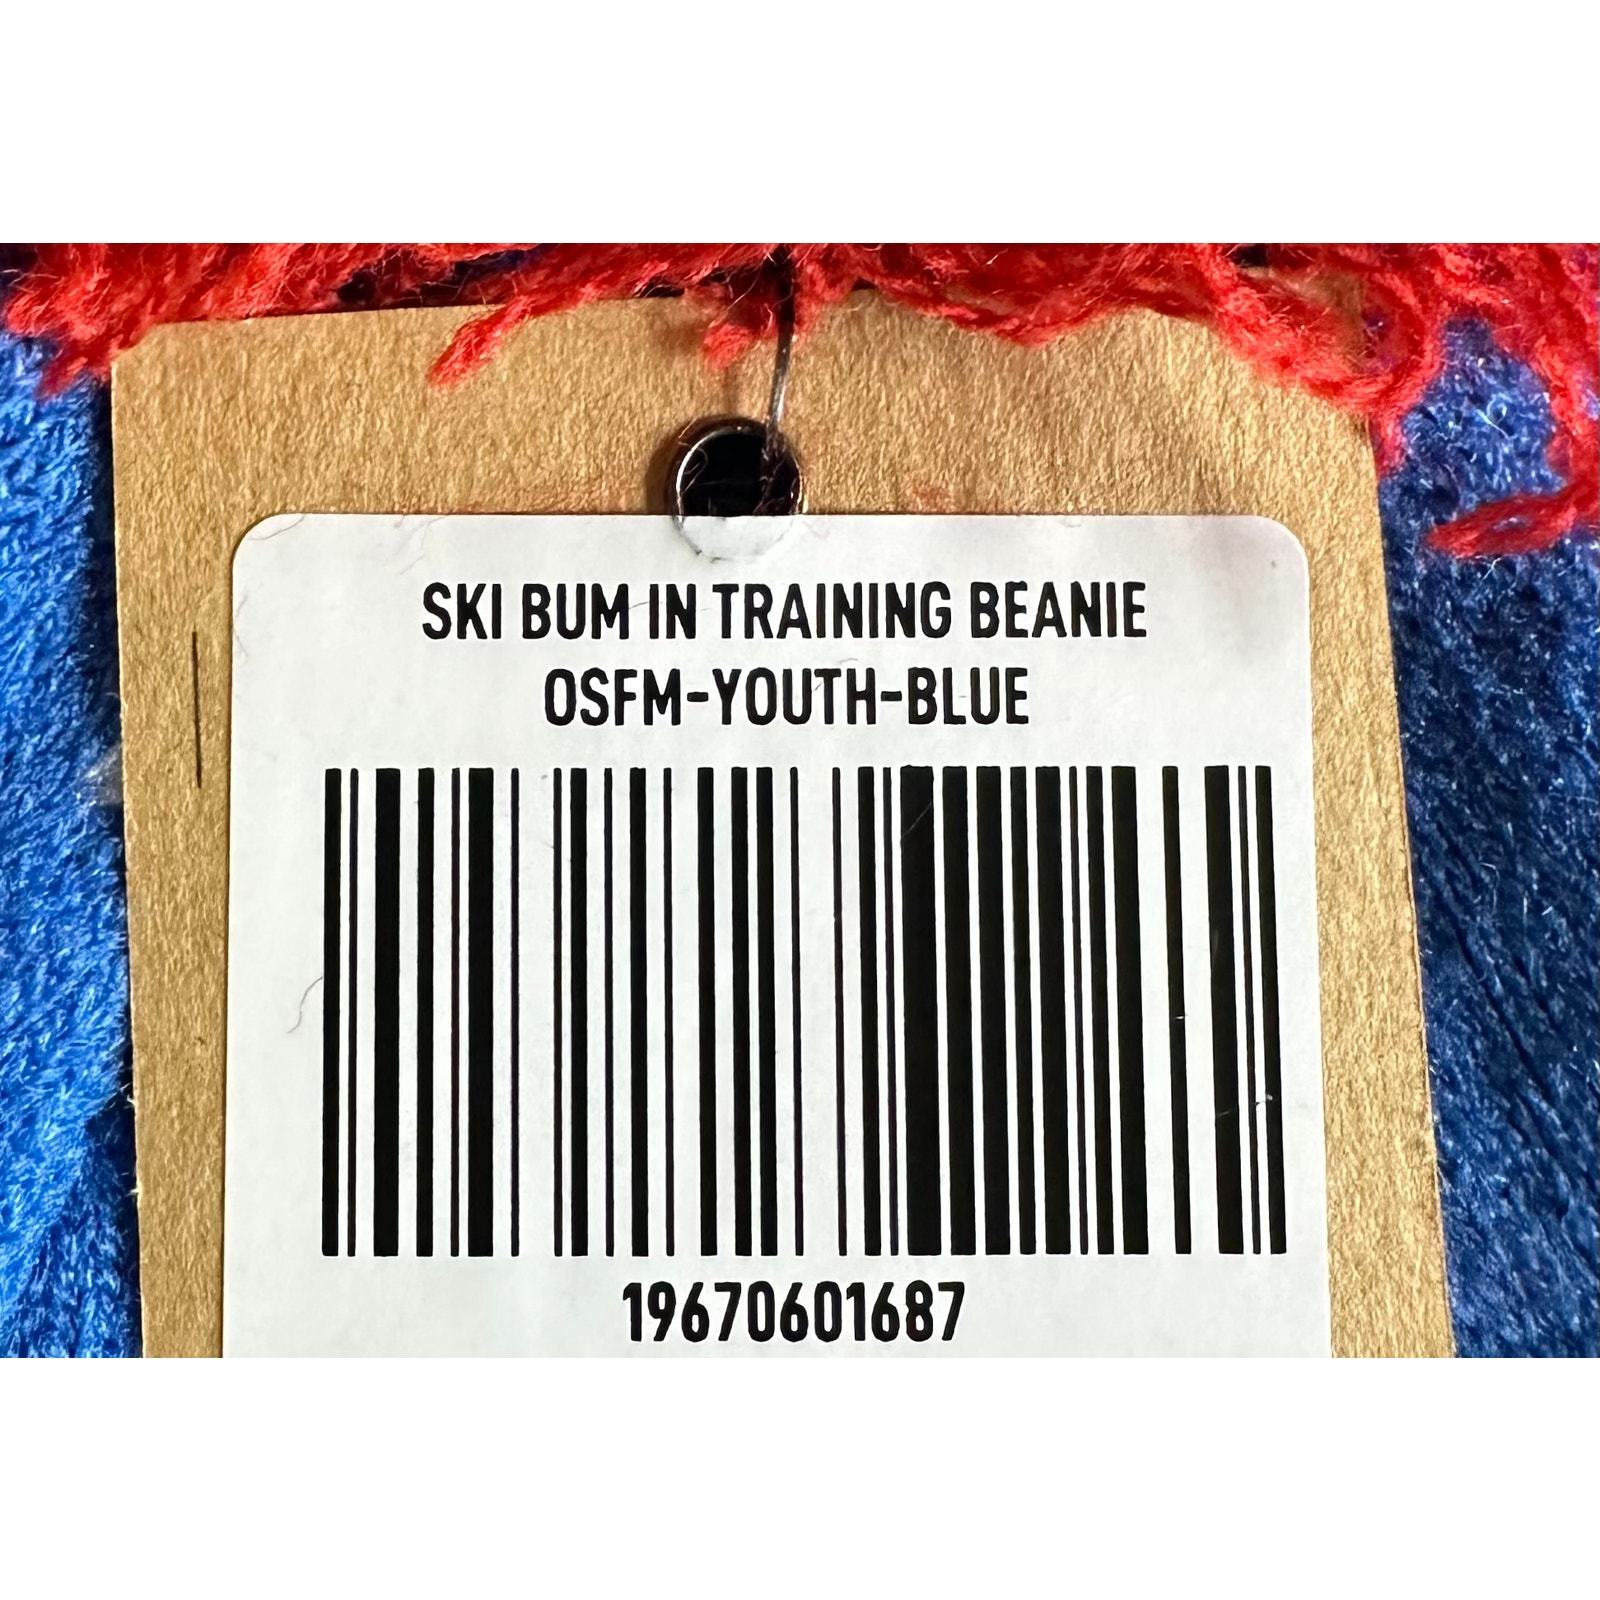 SKI BUM IN TRAINING BEANIE
OSFM-YOUTH-BLUE
19670601687